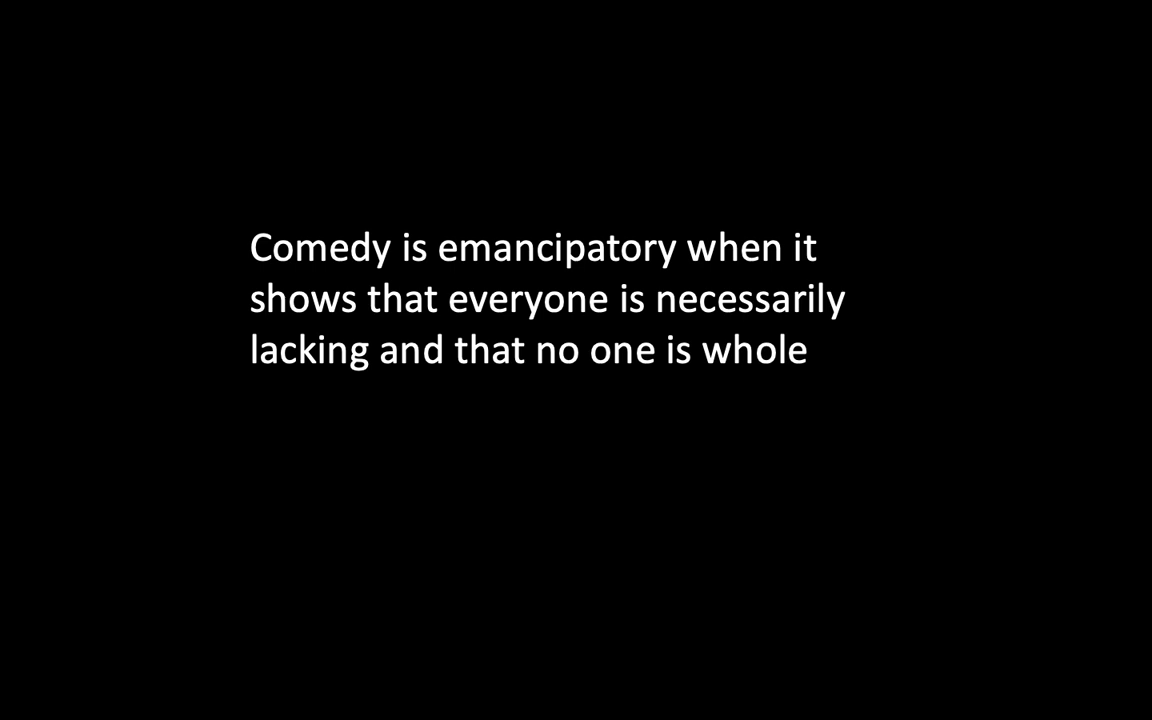 Comedy is emancipatory when it
shows that everyone is necessarily
lacking and that no one is whole